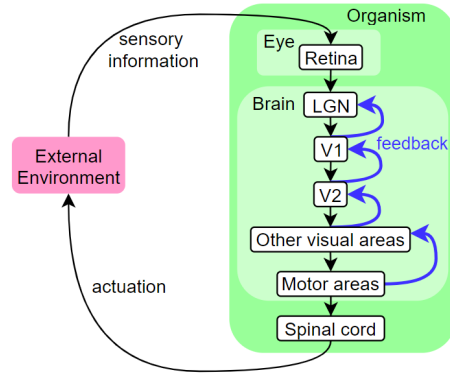 Organism
sensory
information
Eye
Retina
Brain
LGN
V1
feedback
External
Environment
V2
Other visual areas
actuation
Motor areas
Spinal cord